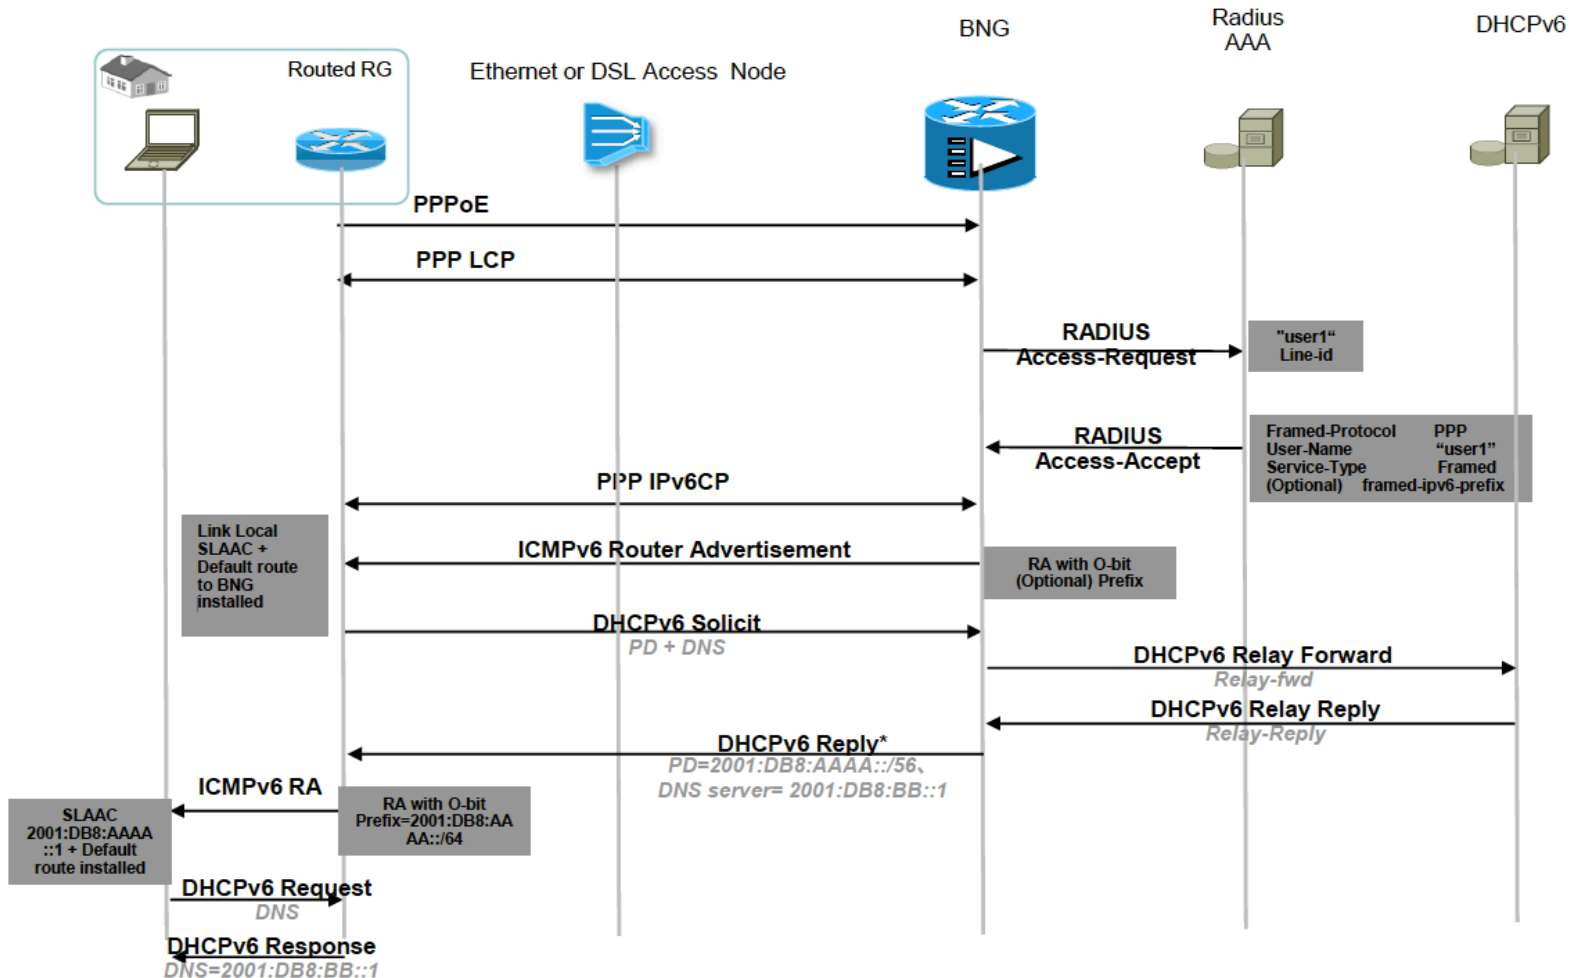 BNG
Radius
AAA
DHCPv6
Routed RG
Ethernet or DSL Access Node
PPPoE
PPP LCP
RADIUS
Access-Request
"user1“
Line-id
RADIUS
Access-Accept
Framed-Protocol PPP
User-Name “user1”
Service-Type Framed
(Optional) framed-ipv6-prefix
PPP IPv6CP
Link Local
SLAAC +
Default route
to BNG
installed
ICMPv6 Router Advertisement
RA with O-bit
(Optional) Prefix
DHCPv6 Solicit
PD + DNS
DHCPv6 Relay Forward
Relay-fwd
DHCPv6 Relay Reply
Relay-Reply
DHCPv6 Reply*
PD=2001:DB8:AAAA::/56、
DNS server= 2001:DB8:BB::1
ICMPv6 RA
RA with O-bit
Prefix=2001:DB8:AA
AA::/64
SLAAC
2001:DB8:AAAA
::1 + Default
route installed
DHCPv6 Request
DNS
DHCPv6 Response
DNS=2001:DB8:BB::1